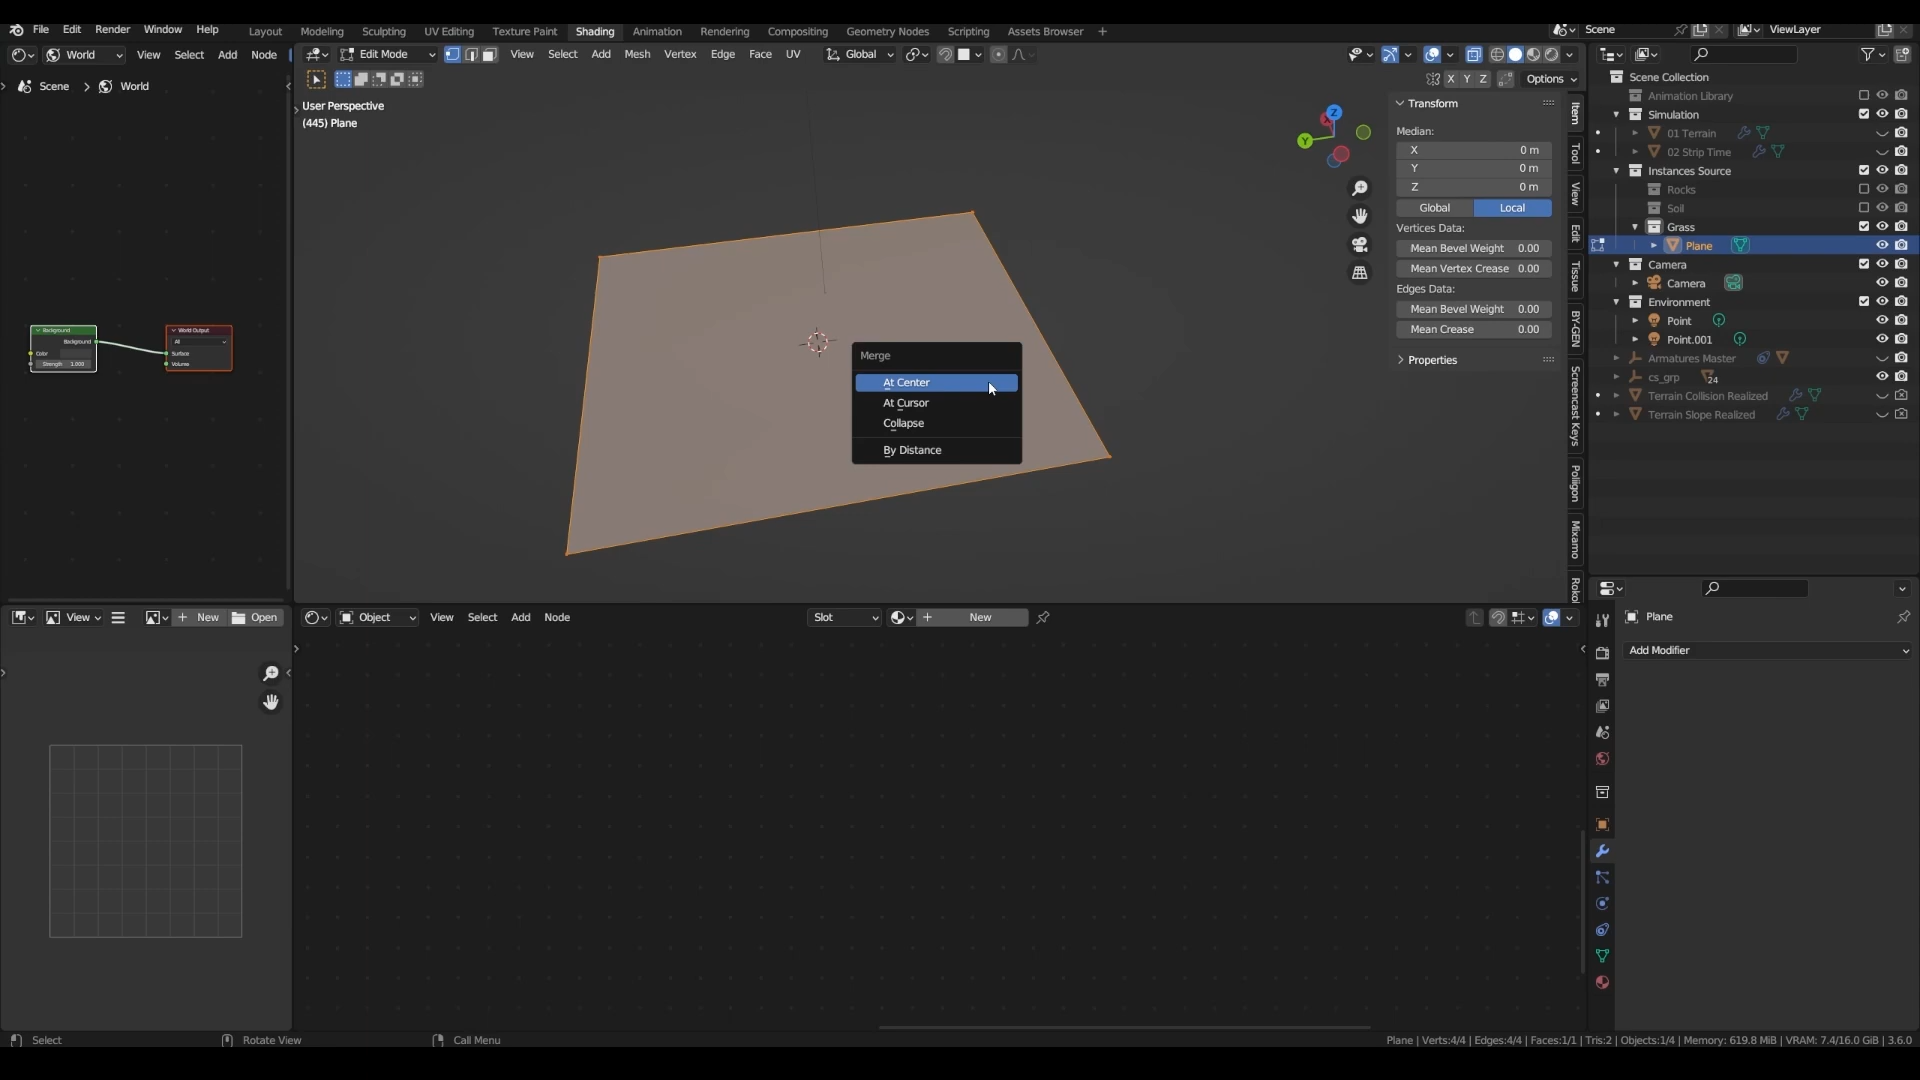 File Edit Render Window Help Layout Modeling Sculpting UV Editing Texture Paint Shading Animation Rendering Compositing Geometry Nodes Scripting Assets Browser + Scene ViewLayer
World View Select Add Node Edit Mode View Select Add Mesh Vertex Edge Face UV Global
X Y Z Options
Scene > World
User Perspective
(445) Plane
Background
Background
Color
Strength 1.000
World Output
All
Surface
Volume
Merge
At Center
At Cursor
Collapse
By Distance
Z
Y
X
Transform
Median:
X 0 m
Y 0 m
Z 0 m
Global Local
Vertices Data:
Mean Bevel Weight 0.00
Mean Vertex Crease 0.00
Edges Data:
Mean Bevel Weight 0.00
Mean Crease 0.00
Properties
Item
Tool
View
Edit
Tissue
BY-GEN
Screencast Keys
Poliigon
Mixamo
Rokol
Scene Collection
Animation Library
Simulation
01 Terrain
02 Strip Time
Instances Source
Rocks
Soil
Grass
Plane
Camera
Camera
Environment
Point
Point.001
Armatures Master
cs_grp 24
Terrain Collision Realized
Terrain Slope Realized
View + New Open
Object View Select Add Node Slot + New
Plane
Add Modifier
Select Rotate View Call Menu
Plane | Verts:4/4 | Edges:4/4 | Faces:1/1 | Tris:2 | Objects:1/4 | Memory: 619.8 MiB | VRAM: 7.4/16.0 GiB | 3.6.0